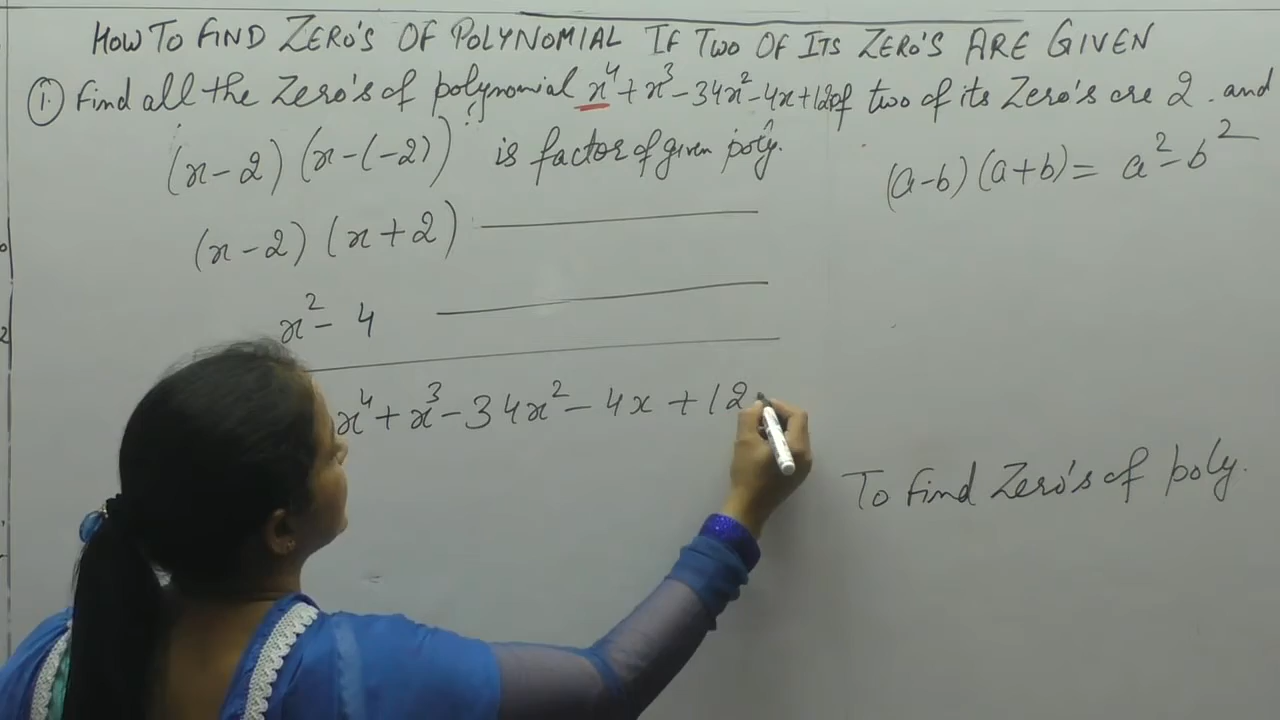 HOW TO FIND ZERO'S OF POLYNOMIAL IF TWO OF ITS ZERO'S ARE GIVEN
① Find all the Zero's of polynomial x⁴+x³-34x²-4x+120 if two of its Zero's are 2 and
(x-2) (x-(-2)) is factor of given poly.
(a-b)(a+b)= a²-b²
(x-2) (x+2)
x²-4
x⁴+x³-34x²-4x+12
To find Zero's of poly.